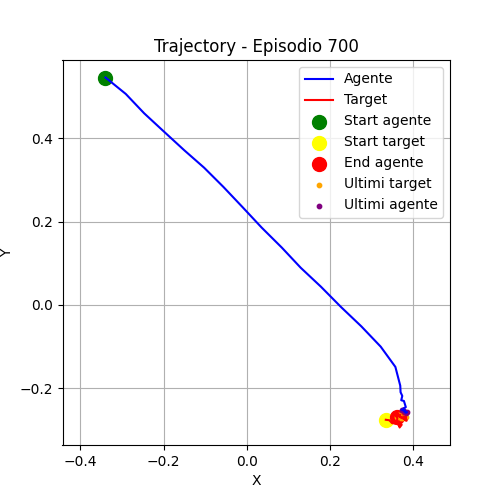 Trajectory - Episodio 700
Agente
Target
Start agente
Start target
End agente
Ultimi target
Ultimi agente
Y
0.4
0.2
0.0
−0.2
−0.4
−0.2
0.0
0.2
0.4
X